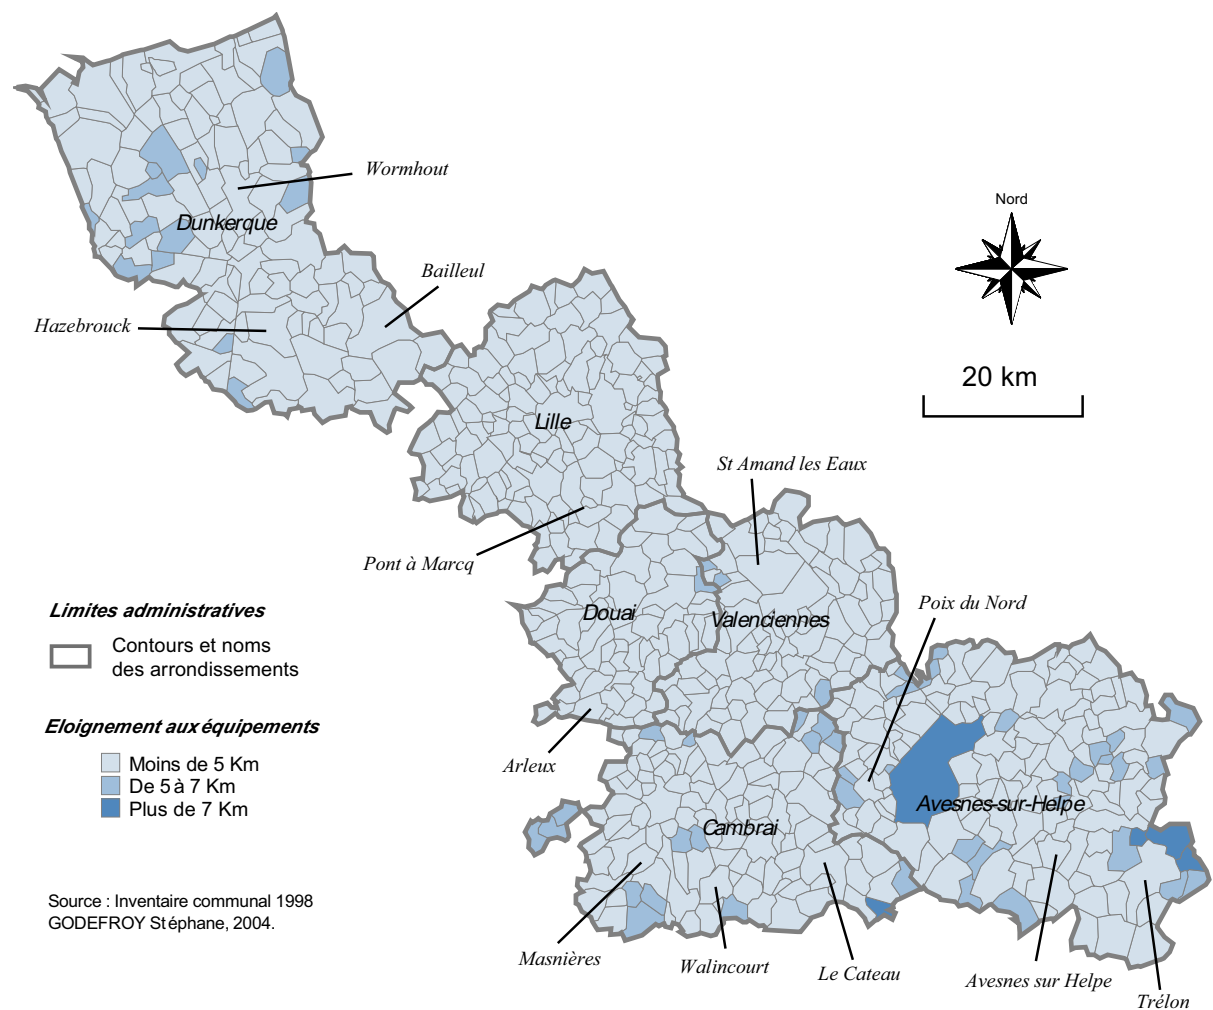 Nord
Wormhout
Dunkerque
Bailleul
Hazebrouck
20 km
Lille
St Amand les Eaux
Pont à Marcq
Douai
Valenciennes
Poix du Nord
Limites administratives
Contours et noms
des arrondissements
Eloignement aux équipements
Moins de 5 Km
De 5 à 7 Km
Plus de 7 Km
Arleux
Avesnes-sur-Helpe
Cambrai
Source : Inventaire communal 1998
GODEFROY Stéphane, 2004.
Masnières
Walincourt
Le Cateau
Avesnes sur Helpe
Trélon